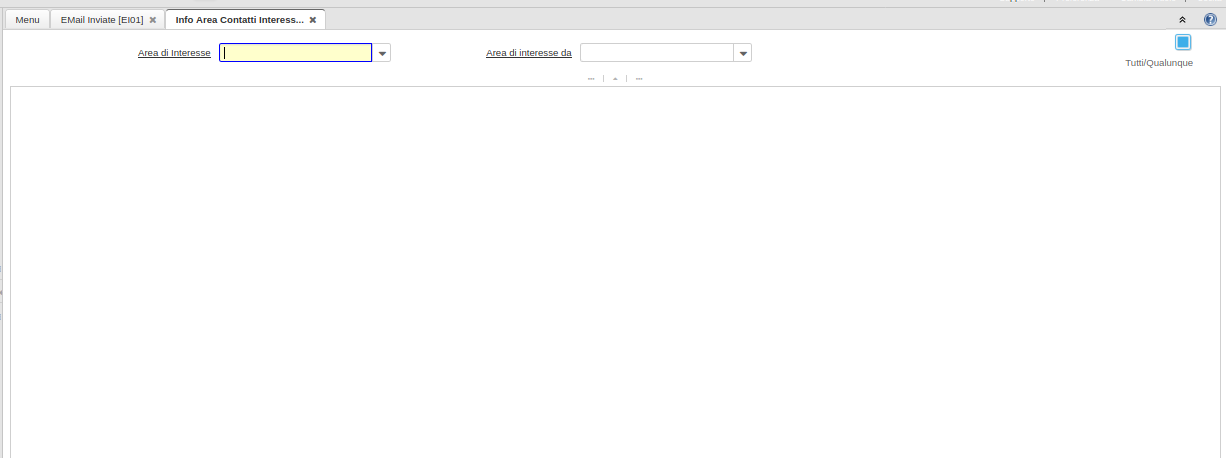 Menu
EMail Inviate [EI01]
Info Area Contatti Interess...
Area di Interesse
Area di interesse da
Tutti/Qualunque